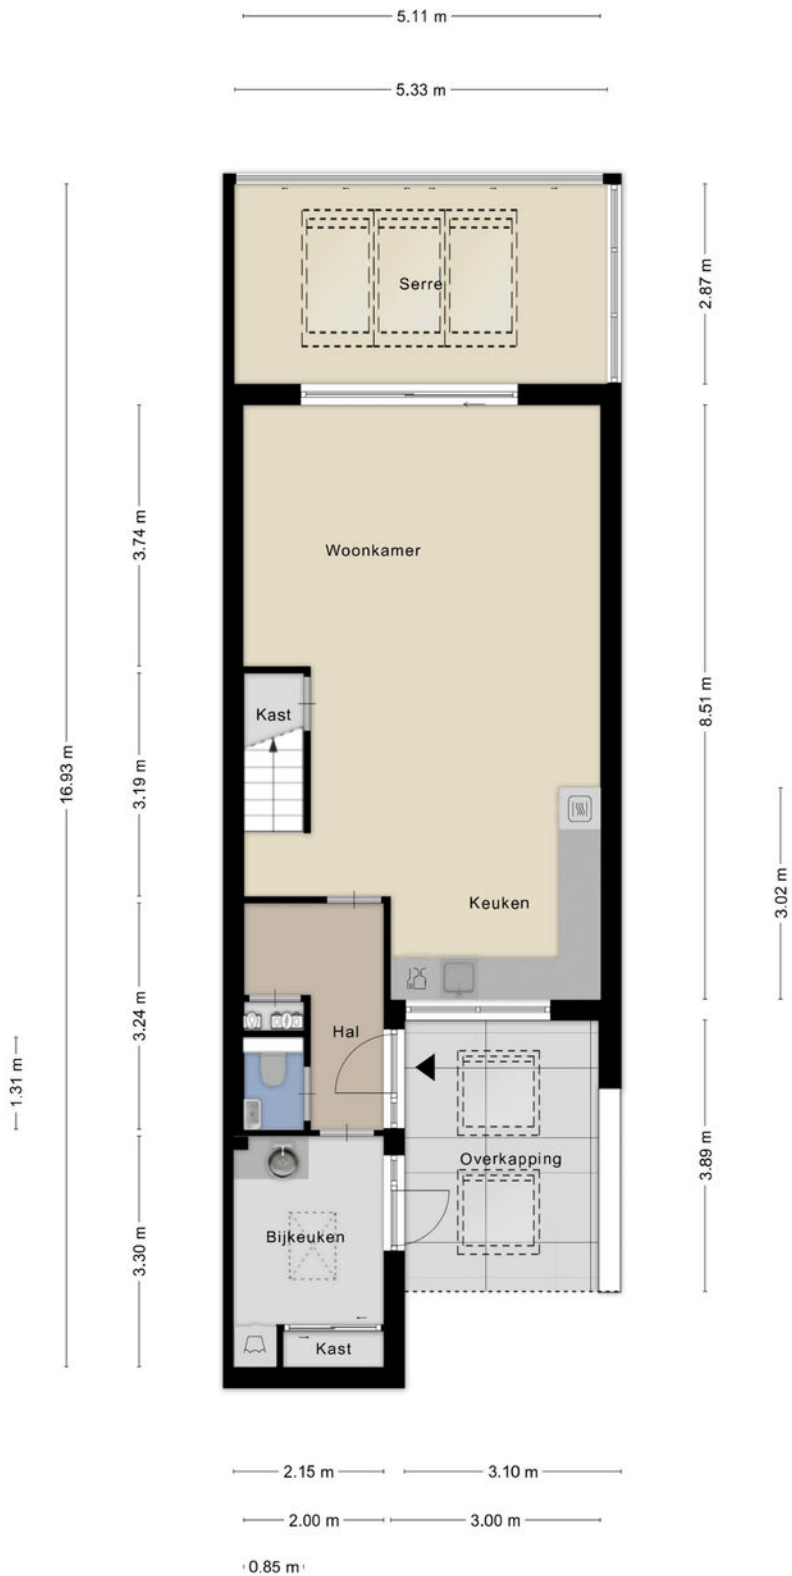 5.11 m
5.33 m
2.87 m
Serre
3.74 m
Woonkamer
16.93 m
8.51 m
Kast
3.19 m
3.02 m
Keuken
3.24 m
Hal
1.31 m
Overkapping
3.89 m
Bijkeuken
3.30 m
Kast
2.15 m
3.10 m
2.00 m
3.00 m
0.85 m